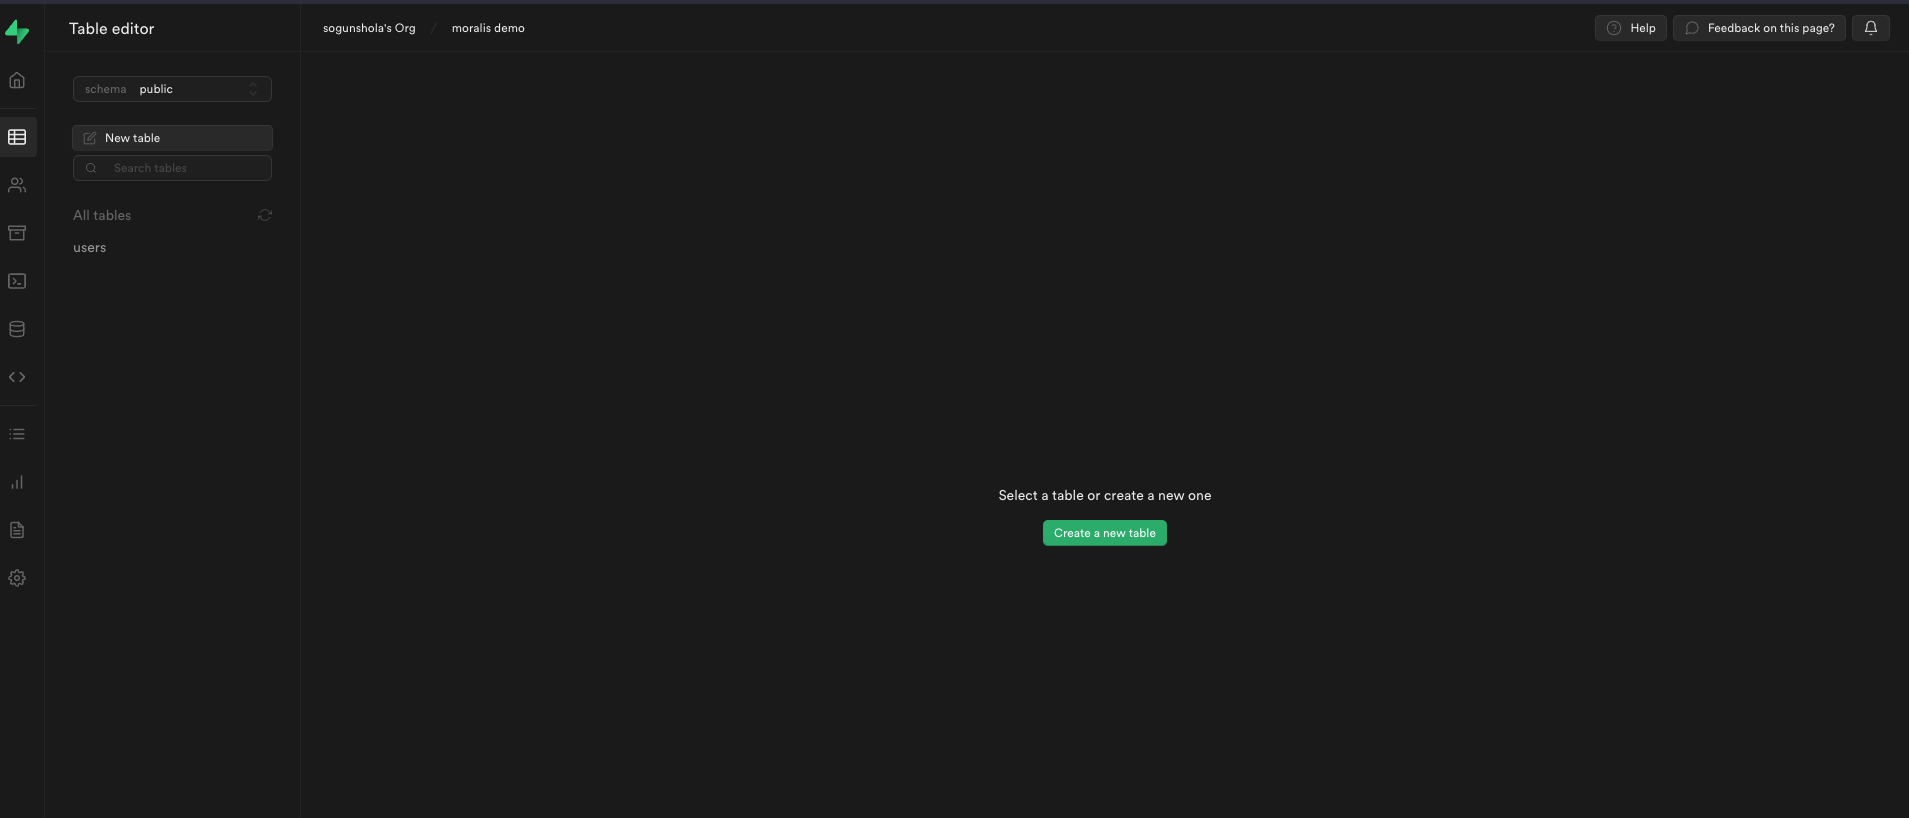 Table editor
sogunshola's Org / moralis demo
Help
Feedback on this page?
schema public
New table
Search tables
All tables
users
Select a table or create a new one
Create a new table